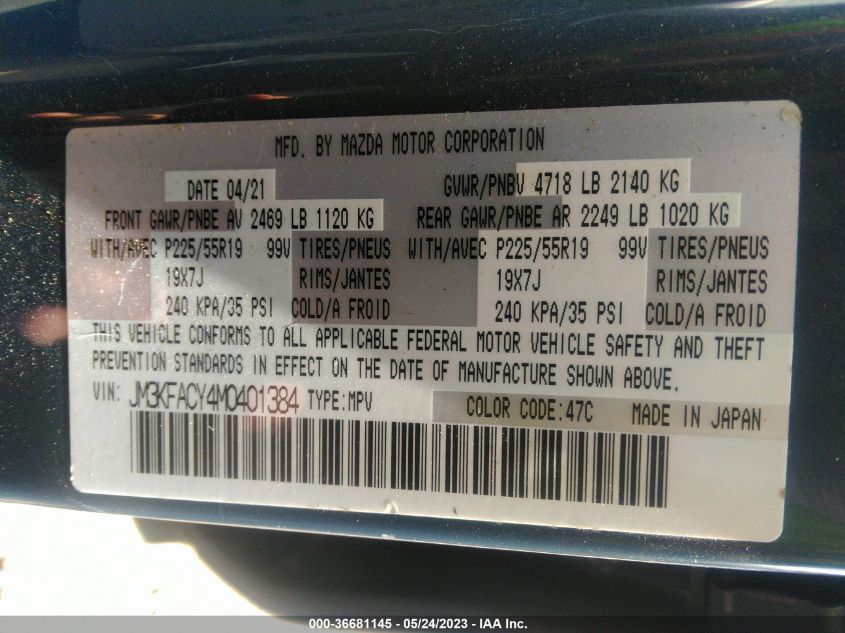 MFD. BY MAZDA MOTOR CORPORATION
DATE 04/21 GVWR/PNBV 4718 LB 2140 KG
FRONT GAWR/PNBE AV 2469 LB 1120 KG REAR GAWR/PNBE AR 2249 LB 1020 KG
WITH/AVEC P225/55R19 99V TIRES/PNEUS WITH/AVEC P225/55R19 99V TIRES/PNEUS
19X7J RIMS/JANTES 19X7J RIMS/JANTES
240 KPA/35 PSI COLD/A FROID 240 KPA/35 PSI COLD/A FROID
THIS VEHICLE CONFORMS TO ALL APPLICABLE FEDERAL MOTOR VEHICLE SAFETY AND THEFT
PREVENTION STANDARDS IN EFFECT ON THE DATE OF MANUFACTURE SHOWN ABOVE.
VIN: JM3KFACY4M0401384 TYPE:MPV COLOR CODE:47C MADE IN JAPAN
000-36681145 - 05/24/2023 - IAA Inc.